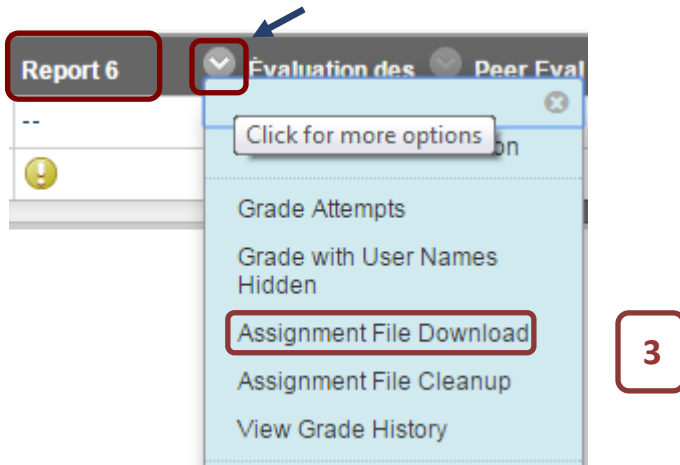 Report 6
Évaluation des
Peer Eval
--
Click for more options
on
Grade Attempts
Grade with User Names
Hidden
Assignment File Download
3
Assignment File Cleanup
View Grade History